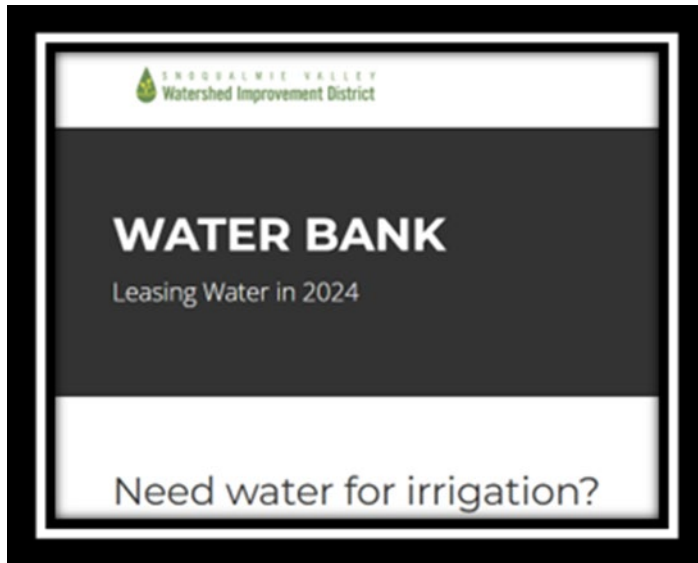 SNOQUALMIE VALLEY
Watershed Improvement District
WATER BANK
Leasing Water in 2024
Need water for irrigation?